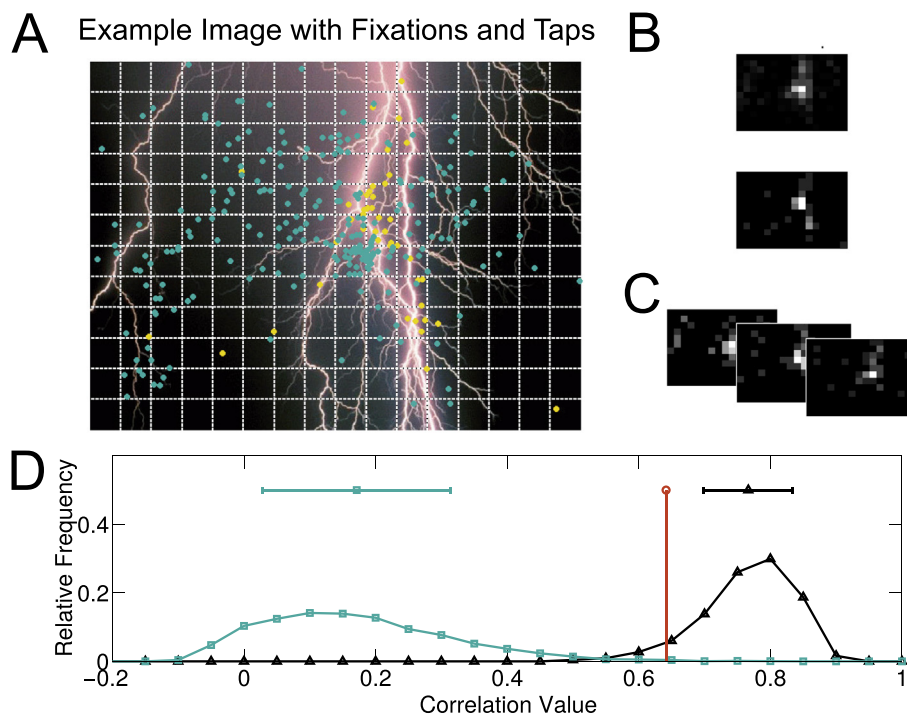 A
Example Image with Fixations and Taps
B
C
D
Relative Frequency
0.4
0.2
0
−0.2
0
0.2
0.4
0.6
0.8
1
Correlation Value